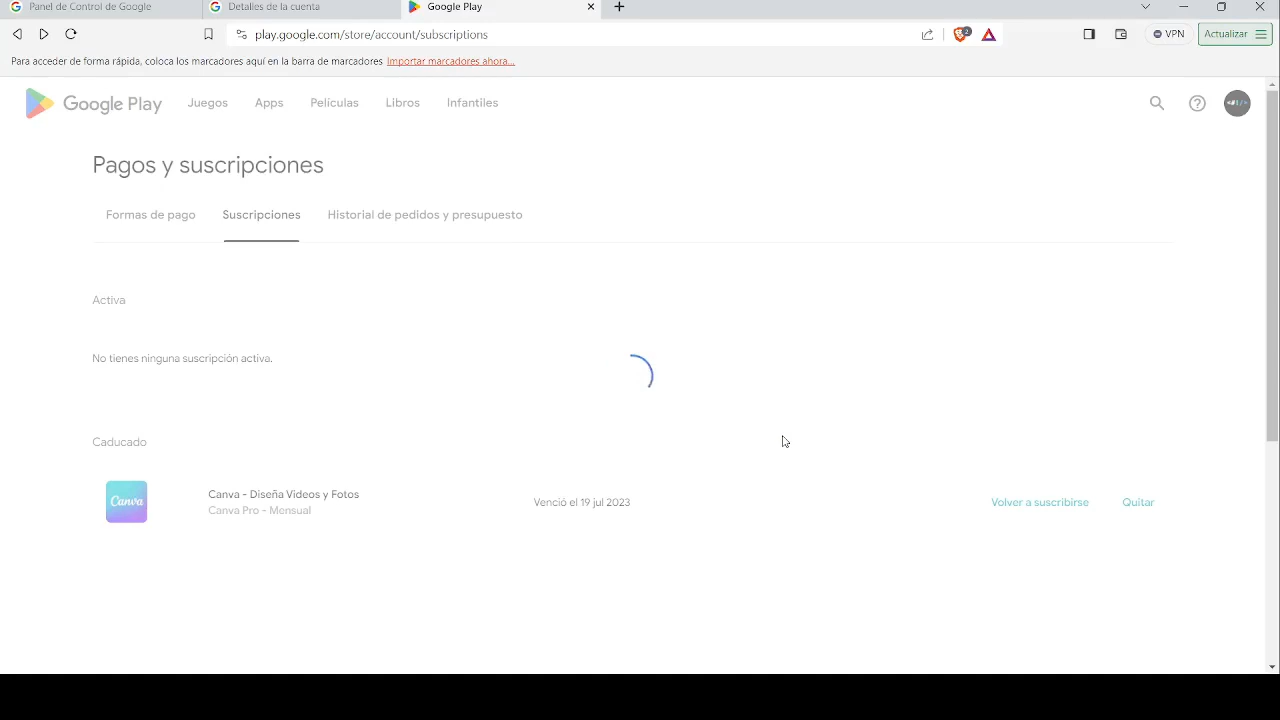 Panel de Control de Google
Detalles de la cuenta
Google Play
play.google.com/store/account/subscriptions
2
VPN
Actualizar
Para acceder de forma rápida, coloca los marcadores aquí en la barra de marcadores Importar marcadores ahora...
Google Play
Juegos
Apps
Películas
Libros
Infantiles
Pagos y suscripciones
Formas de pago
Suscripciones
Historial de pedidos y presupuesto
Activa
No tienes ninguna suscripción activa.
Caducado
Canva
Canva - Diseña Videos y Fotos
Canva Pro - Mensual
Venció el 19 jul 2023
Volver a suscribirse
Quitar